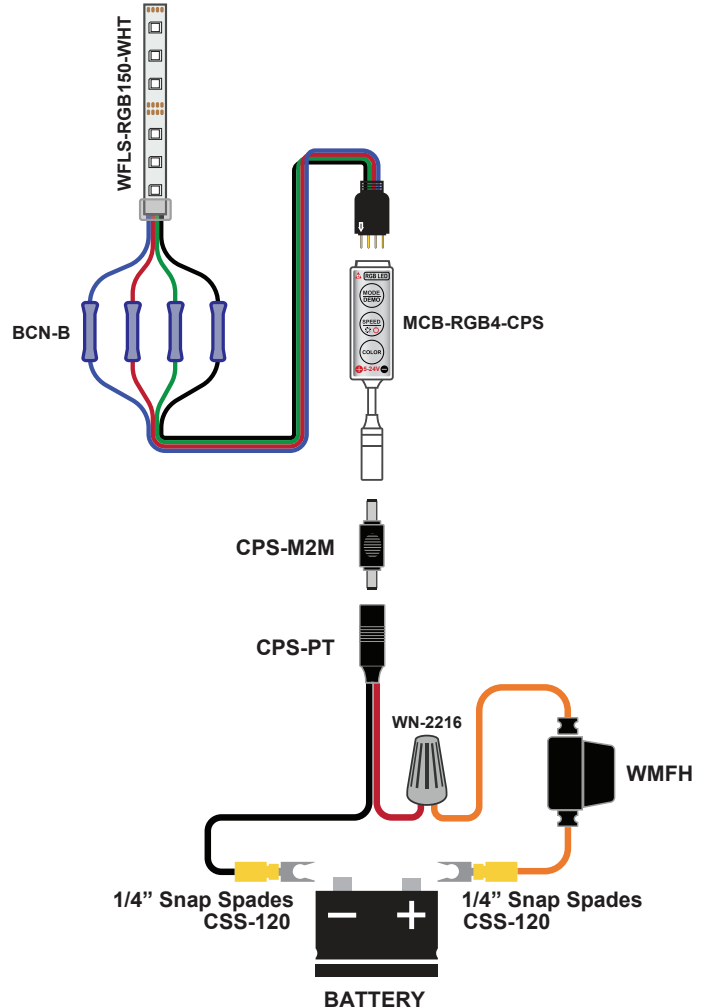 WFLS-RGB150-WHT
RGB LED
MODE
DEMO
SPEED
COLOR
5-24V
MCB-RGB4-CPS
BCN-B
CPS-M2M
CPS-PT
WN-2216
WMFH
1/4” Snap Spades
CSS-120
1/4” Snap Spades
CSS-120
BATTERY